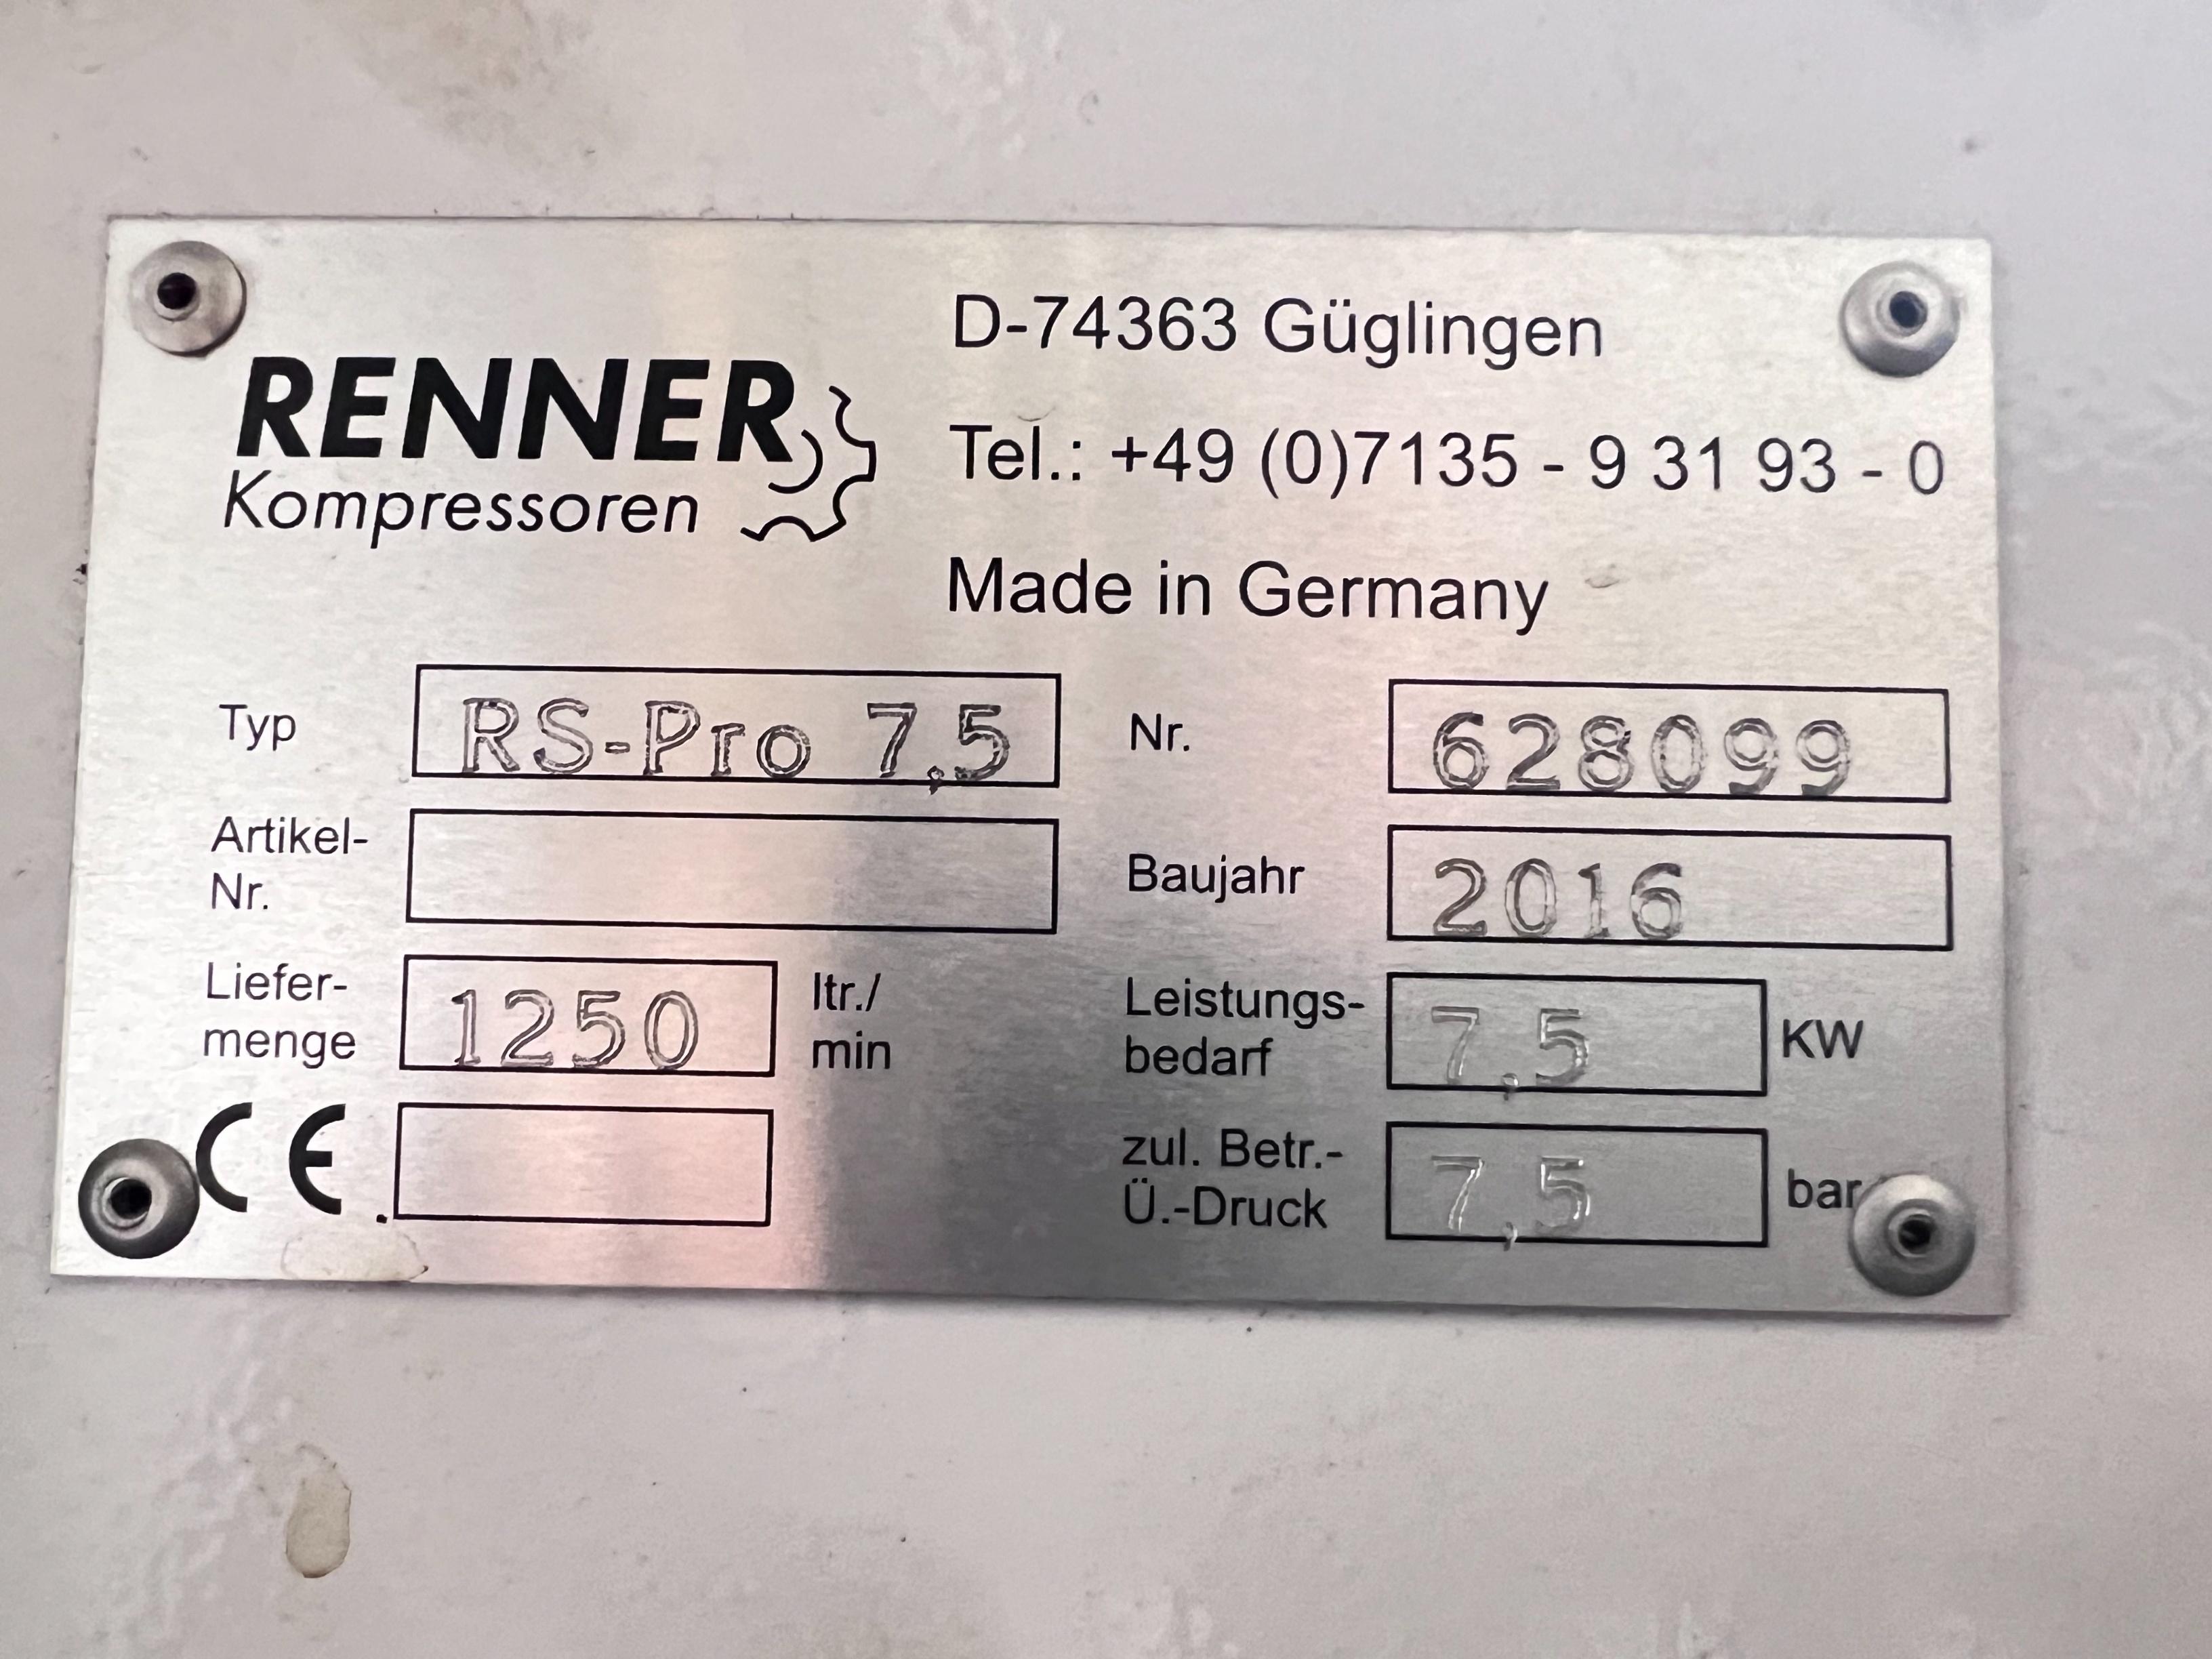 RENNER
Kompressoren
D-74363 Güglingen
Tel.: +49 (0)7135 - 9 31 93 - 0
Made in Germany
Typ RS-Pro 7,5 Nr. 628099
Artikel-
Nr.
Baujahr 2016
Liefer-
menge 1250 ltr./
min
Leistungs-
bedarf 7,5 KW
CE
zul. Betr.-
Ü.-Druck 7,5 bar